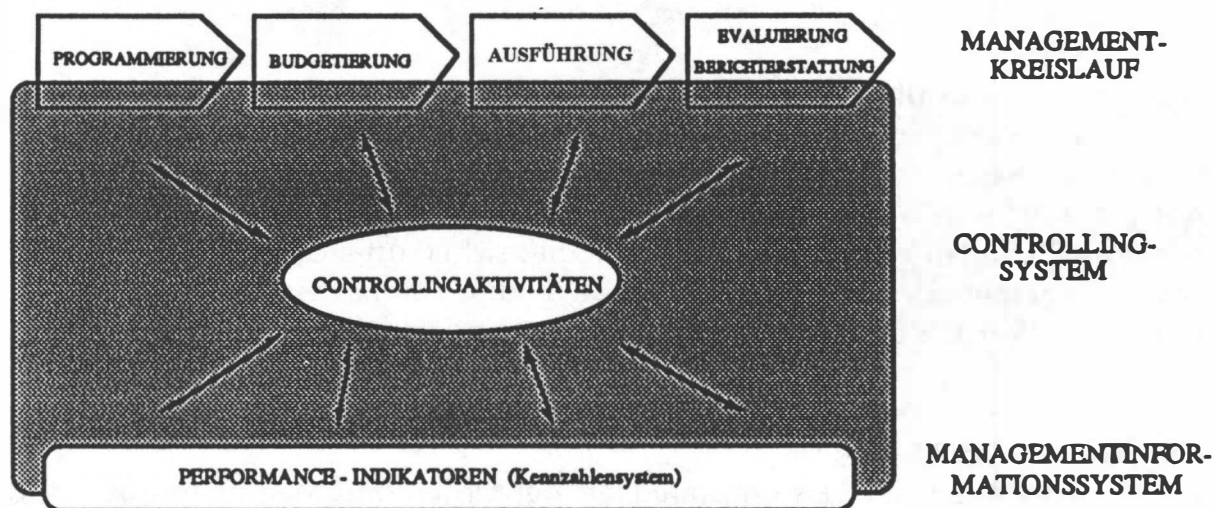 PROGRAMMIERUNG
BUDGETIERUNG
AUSFÜHRUNG
EVALUIERUNG
BERICHTERSTATTUNG
MANAGEMENT-
KREISLAUF
CONTROLLINGAKTIVITÄTEN
CONTROLLING-
SYSTEM
PERFORMANCE - INDIKATOREN (Kennzahlensystem)
MANAGEMENTINFOR-
MATIONSSYSTEM